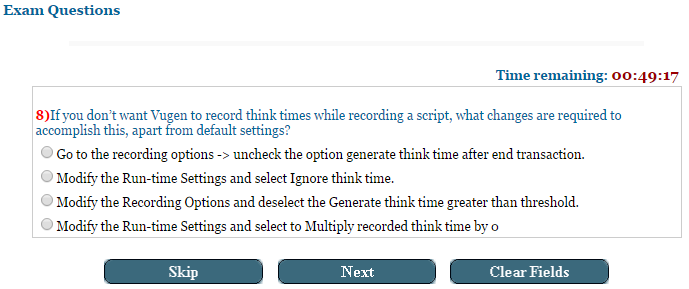 Exam Questions
Time remaining: 00:49:17
8)If you don't want Vugen to record think times while recording a script, what changes are required to
accomplish this, apart from default settings?
Go to the recording options -> uncheck the option generate think time after end transaction.
Modify the Run-time Settings and select Ignore think time.
Modify the Recording Options and deselect the Generate think time greater than threshold.
Modify the Run-time Settings and select to Multiply recorded think time by 0
Skip
Next
Clear Fields